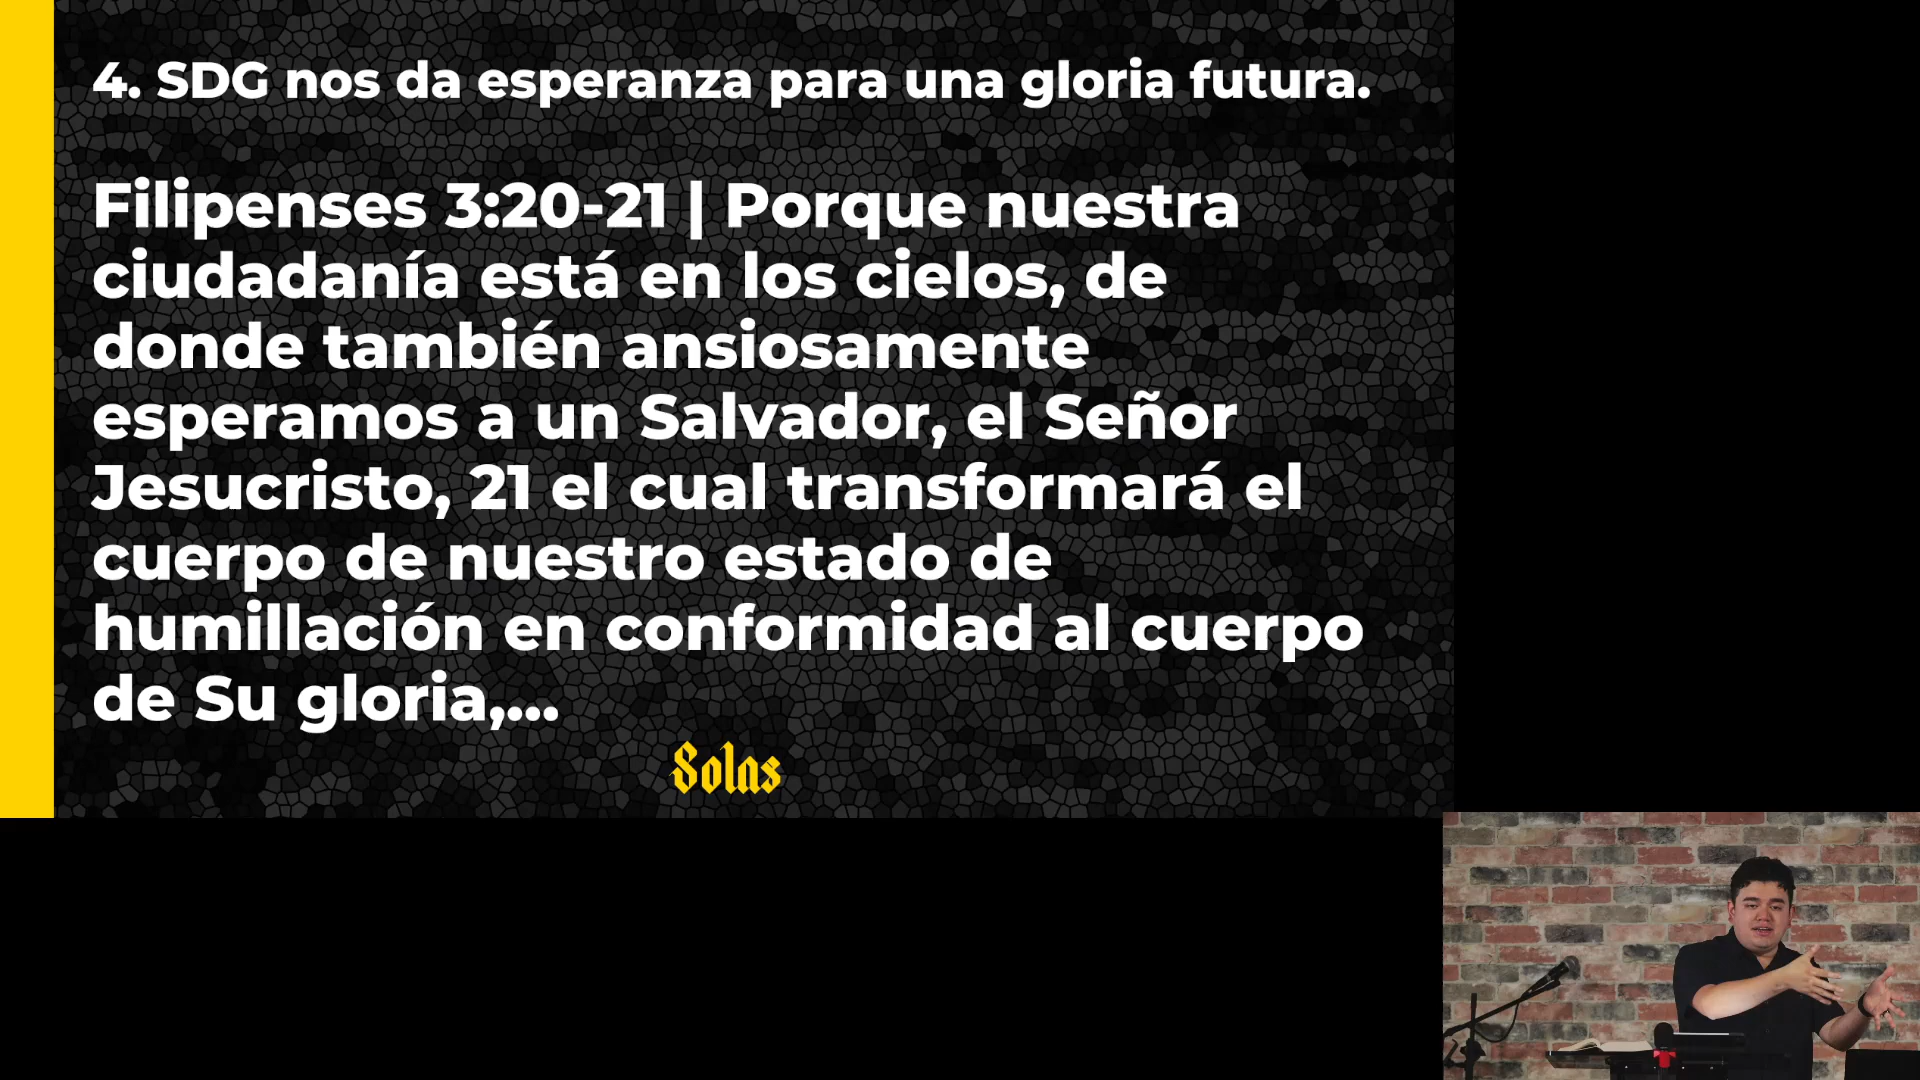 4. SDG nos da esperanza para una gloria futura.
Filipenses 3:20-21 | Porque nuestra
ciudadanía está en los cielos, de
donde también ansiosamente
esperamos a un Salvador, el Señor
Jesucristo, 21 el cual transformará el
cuerpo de nuestro estado de
humillación en conformidad al cuerpo
de Su gloria,...
Solas